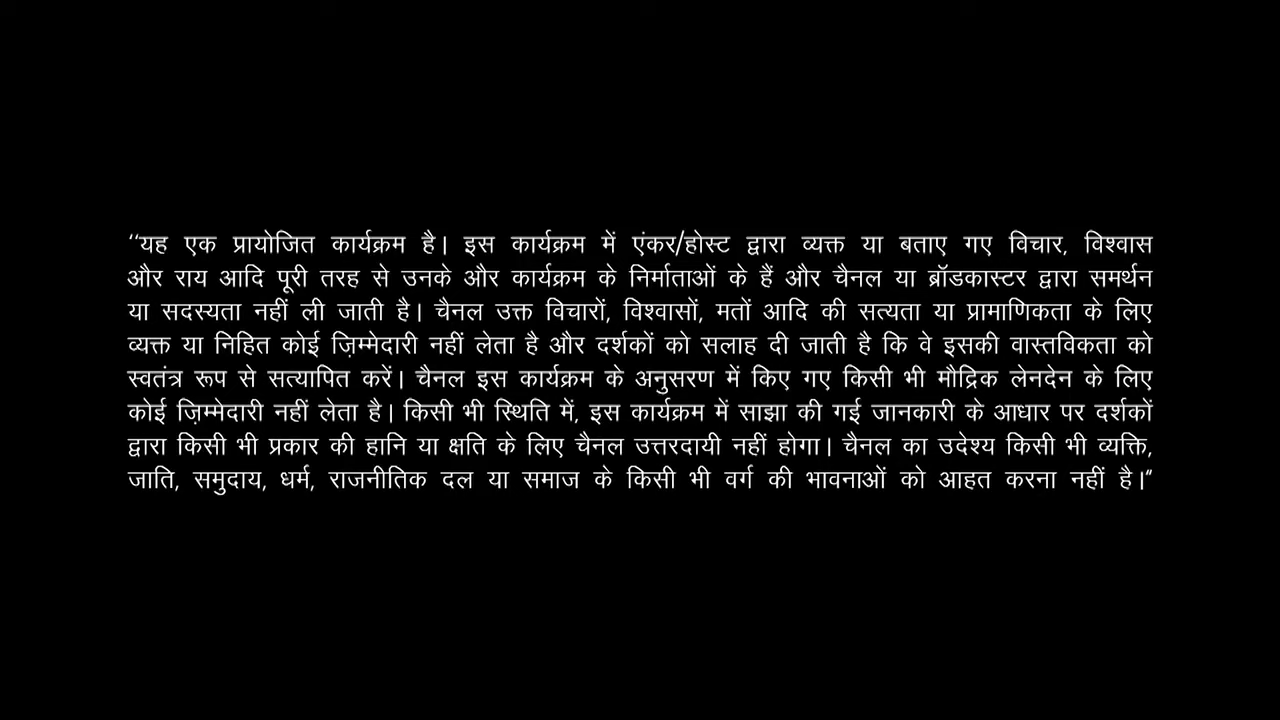 ‘‘यह एक प्रायोजित कार्यक्रम है। इस कार्यक्रम में एंकर/होस्ट द्वारा व्यक्त या बताए गए विचार, विश्वास
और राय आदि पूरी तरह से उनके और कार्यक्रम के निर्माताओं के हैं और चैनल या ब्रॉडकास्टर द्वारा समर्थन
या सदस्यता नहीं ली जाती है। चैनल उक्त विचारों, विश्वासों, मतों आदि की सत्यता या प्रामाणिकता के लिए
व्यक्त या निहित कोई ज़िम्मेदारी नहीं लेता है और दर्शकों को सलाह दी जाती है कि वे इसकी वास्तविकता को
स्वतंत्र रूप से सत्यापित करें। चैनल इस कार्यक्रम के अनुसरण में किए गए किसी भी मौद्रिक लेनदेन के लिए
कोई ज़िम्मेदारी नहीं लेता है। किसी भी स्थिति में, इस कार्यक्रम में साझा की गई जानकारी के आधार पर दर्शकों
द्वारा किसी भी प्रकार की हानि या क्षति के लिए चैनल उत्तरदायी नहीं होगा। चैनल का उदेश्य किसी भी व्यक्ति,
जाति, समुदाय, धर्म, राजनीतिक दल या समाज के किसी भी वर्ग की भावनाओं को आहत करना नहीं है।”